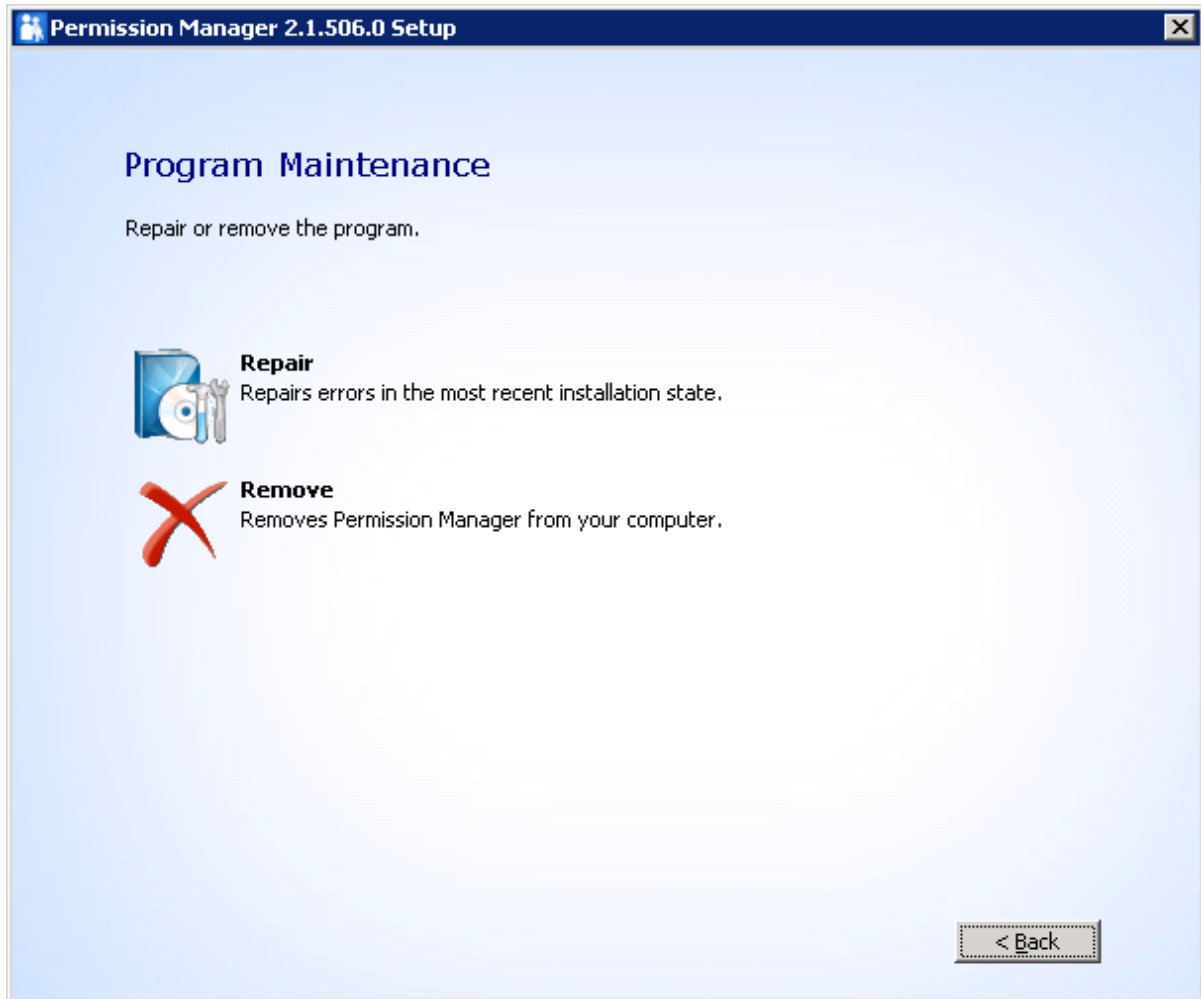 Permission Manager 2.1.506.0 Setup
Program Maintenance
Repair or remove the program.
Repair
Repairs errors in the most recent installation state.
Remove
Removes Permission Manager from your computer.
< Back